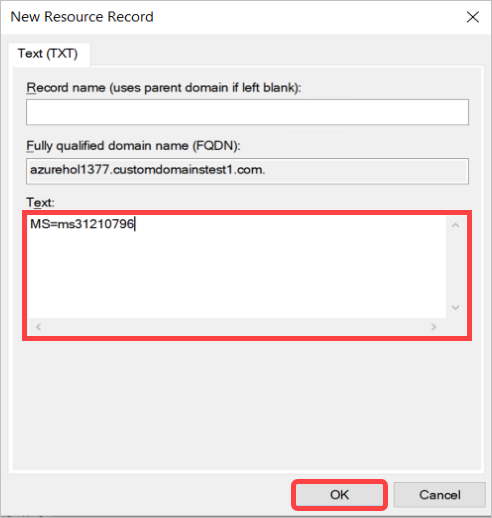 New Resource Record
Text (TXT)
Record name (uses parent domain if left blank):
Fully qualified domain name (FQDN):
azurehol1377.customdomainstest1.com.
Text:
MS=ms31210796
OK
Cancel